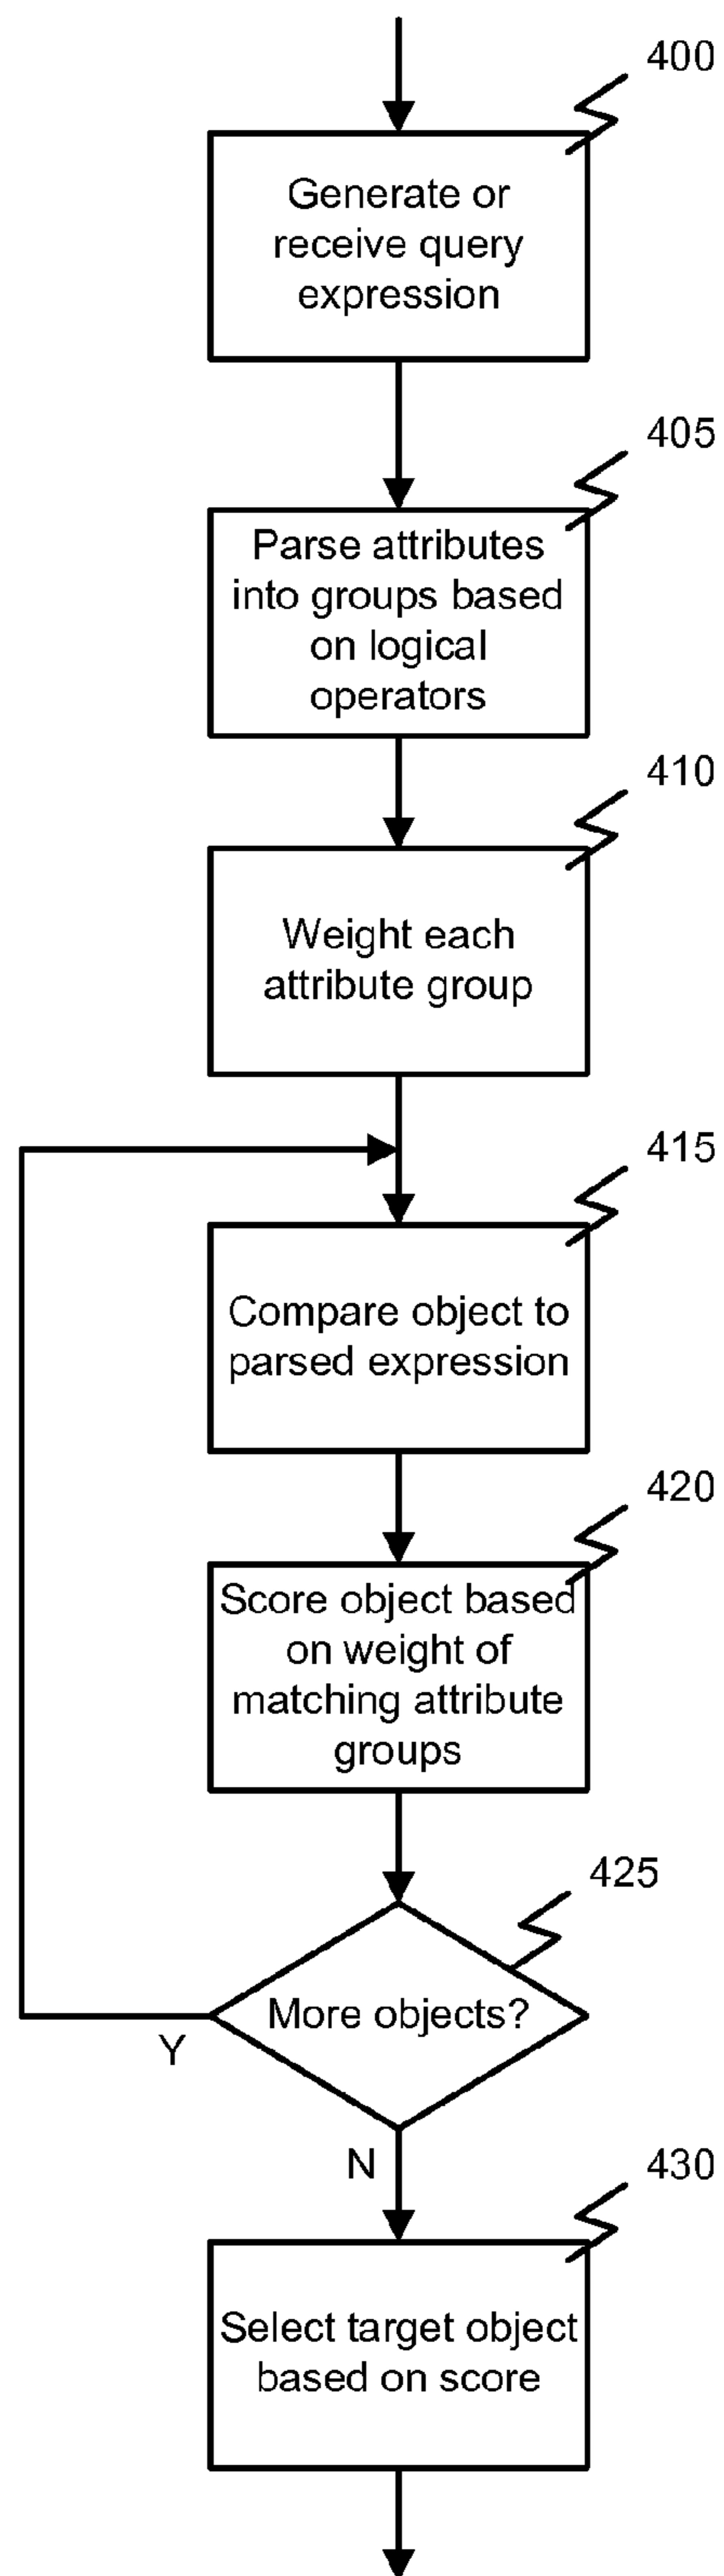 400
Generate or
receive query
expression
405
Parse attributes
into groups based
on logical
operators
410
Weight each
attribute group
415
Compare object to
parsed expression
420
Score object based
on weight of
matching attribute
groups
425
More objects?
Y
N
430
Select target object
based on score